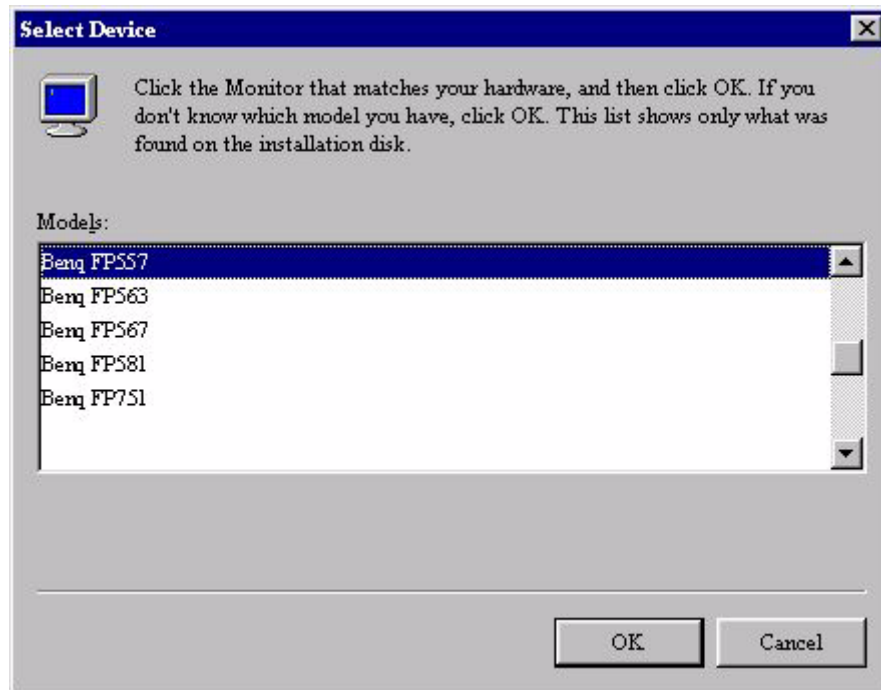 Select Device
Click the Monitor that matches your hardware, and then click OK. If you
don't know which model you have, click OK. This list shows only what was
found on the installation disk.
Models:
Benq FP557
Benq FP563
Benq FP567
Benq FP581
Benq FP751
OK
Cancel